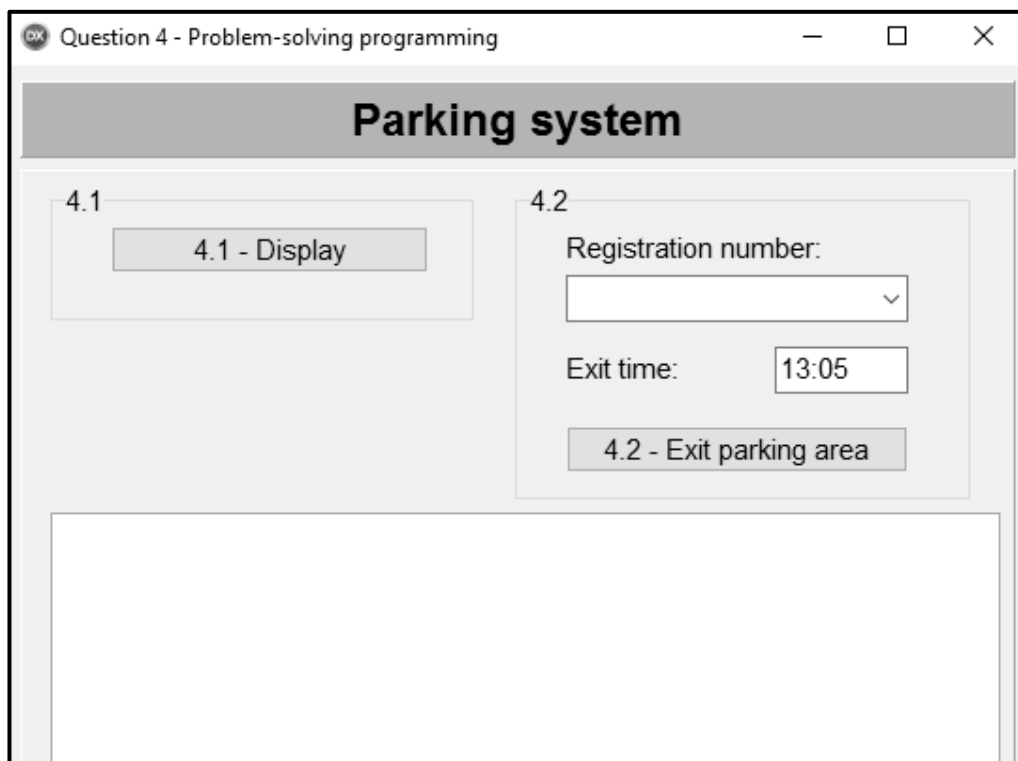 DX Question 4 - Problem-solving programming
Parking system
4.1
4.1 - Display
4.2
Registration number:
Exit time: 13:05
4.2 - Exit parking area